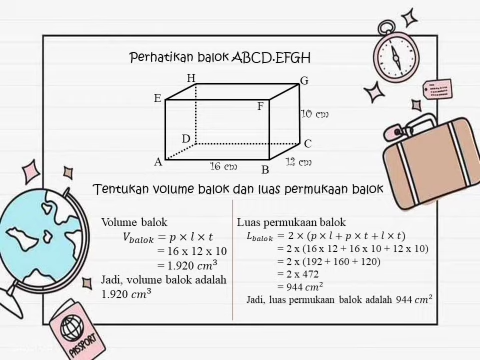 Perhatikan balok ABCD.EFGH
H
G
E
F
10 cm
D
C
A
16 cm
B
12 cm
Tentukan volume balok dan luas permukaan balok
Volume balok
V_balok = p × l × t
= 16 x 12 x 10
= 1.920 cm³
Jadi, volume balok adalah
1.920 cm³
Luas permukaan balok
L_balok = 2 × (p × l + p × t + l × t)
= 2 x (16 x 12 + 16 x 10 + 12 x 10)
= 2 x (192 + 160 + 120)
= 2 x 472
= 944 cm²
Jadi, luas permukaan balok adalah 944 cm²
PASSPORT